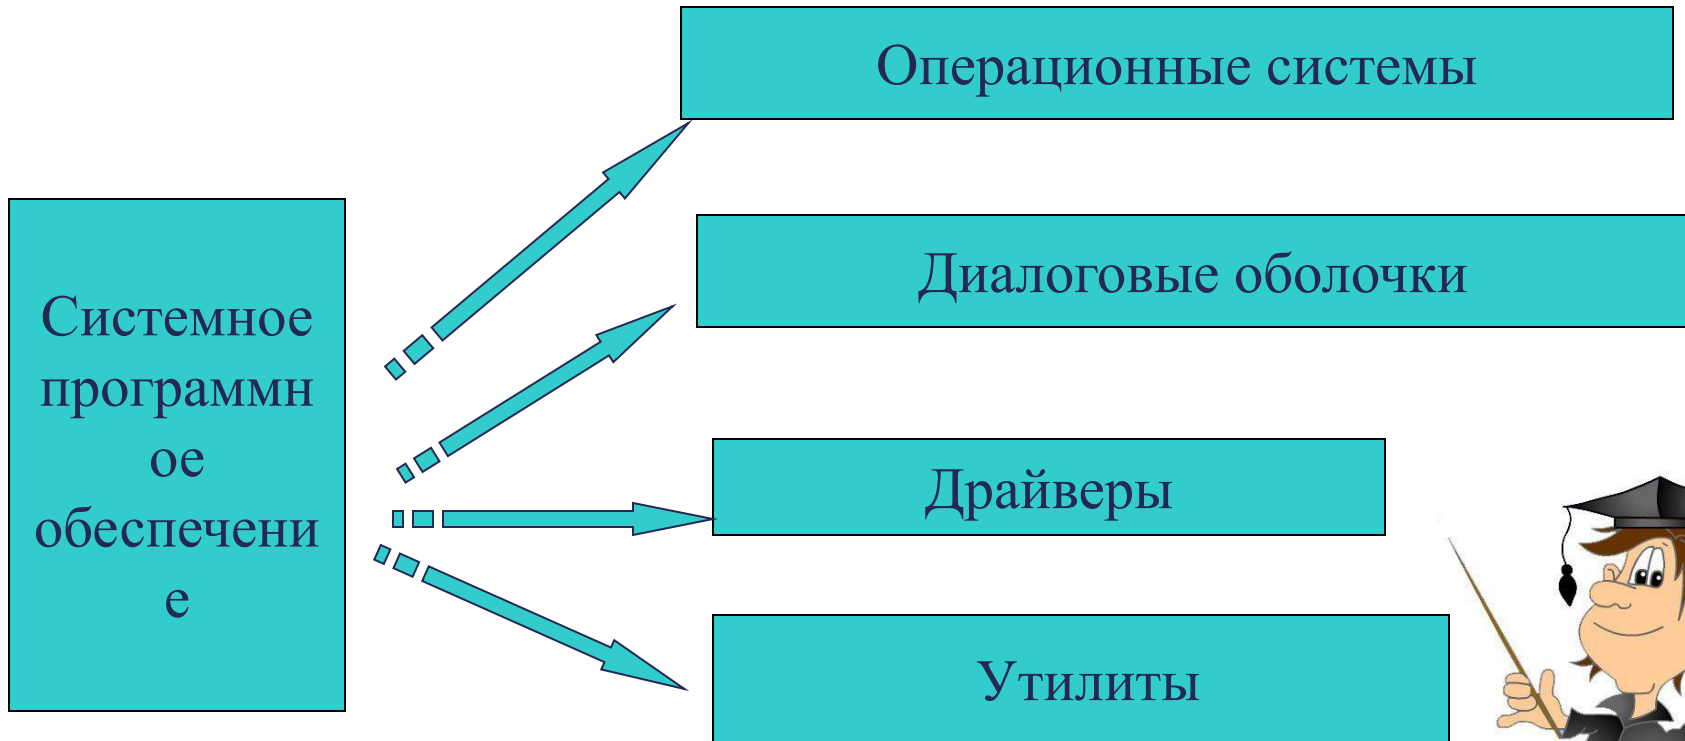 Операционные системы
Диалоговые оболочки
Системное
программн
ое
обеспечени
е
Драйверы
Утилиты